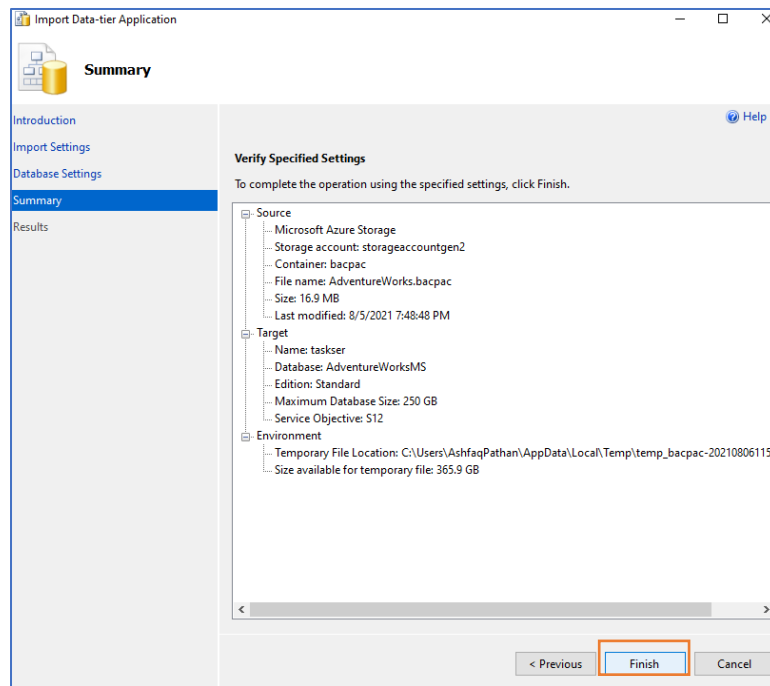 Import Data-tier Application
Summary
Introduction
Import Settings
Database Settings
Summary
Results
Help
Verify Specified Settings
To complete the operation using the specified settings, click Finish.
Source
Microsoft Azure Storage
Storage account: storageaccountgen2
Container: bacpac
File name: AdventureWorks.bacpac
Size: 16.9 MB
Last modified: 8/5/2021 7:48:48 PM
Target
Name: taskser
Database: AdventureWorksMS
Edition: Standard
Maximum Database Size: 250 GB
Service Objective: S12
Environment
Temporary File Location: C:\Users\AshfaqPathan\AppData\Local\Temp\temp_bacpac-20210806115
Size available for temporary file: 365.9 GB
< Previous
Finish
Cancel